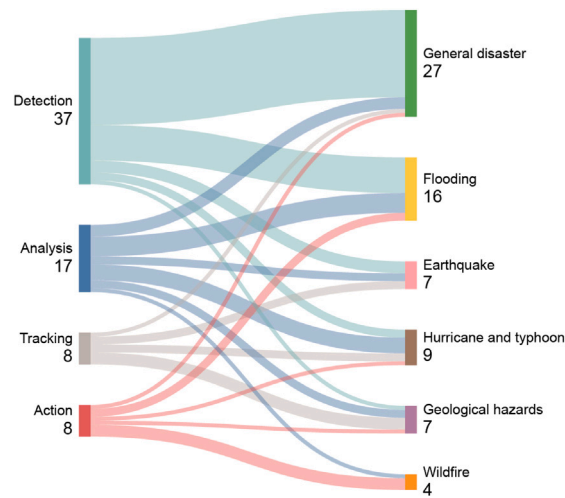 Detection
37
Analysis
17
Tracking
8
Action
8
General disaster
27
Flooding
16
Earthquake
7
Hurricane and typhoon
9
Geological hazards
7
Wildfire
4